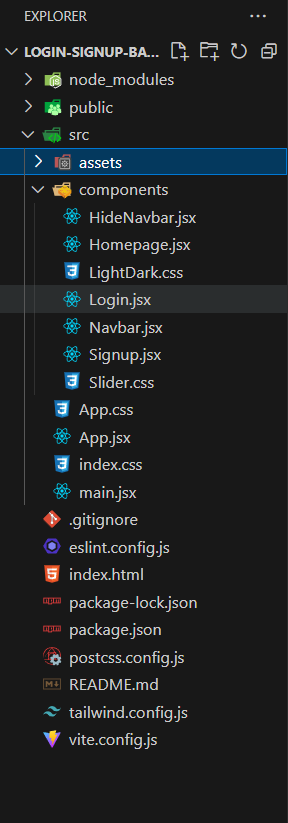 EXPLORER
LOGIN-SIGNUP-BA...
node_modules
public
src
assets
components
HideNavbar.jsx
Homepage.jsx
LightDark.css
Login.jsx
Navbar.jsx
Signup.jsx
Slider.css
App.css
App.jsx
index.css
main.jsx
.gitignore
eslint.config.js
index.html
package-lock.json
package.json
postcss.config.js
README.md
tailwind.config.js
vite.config.js